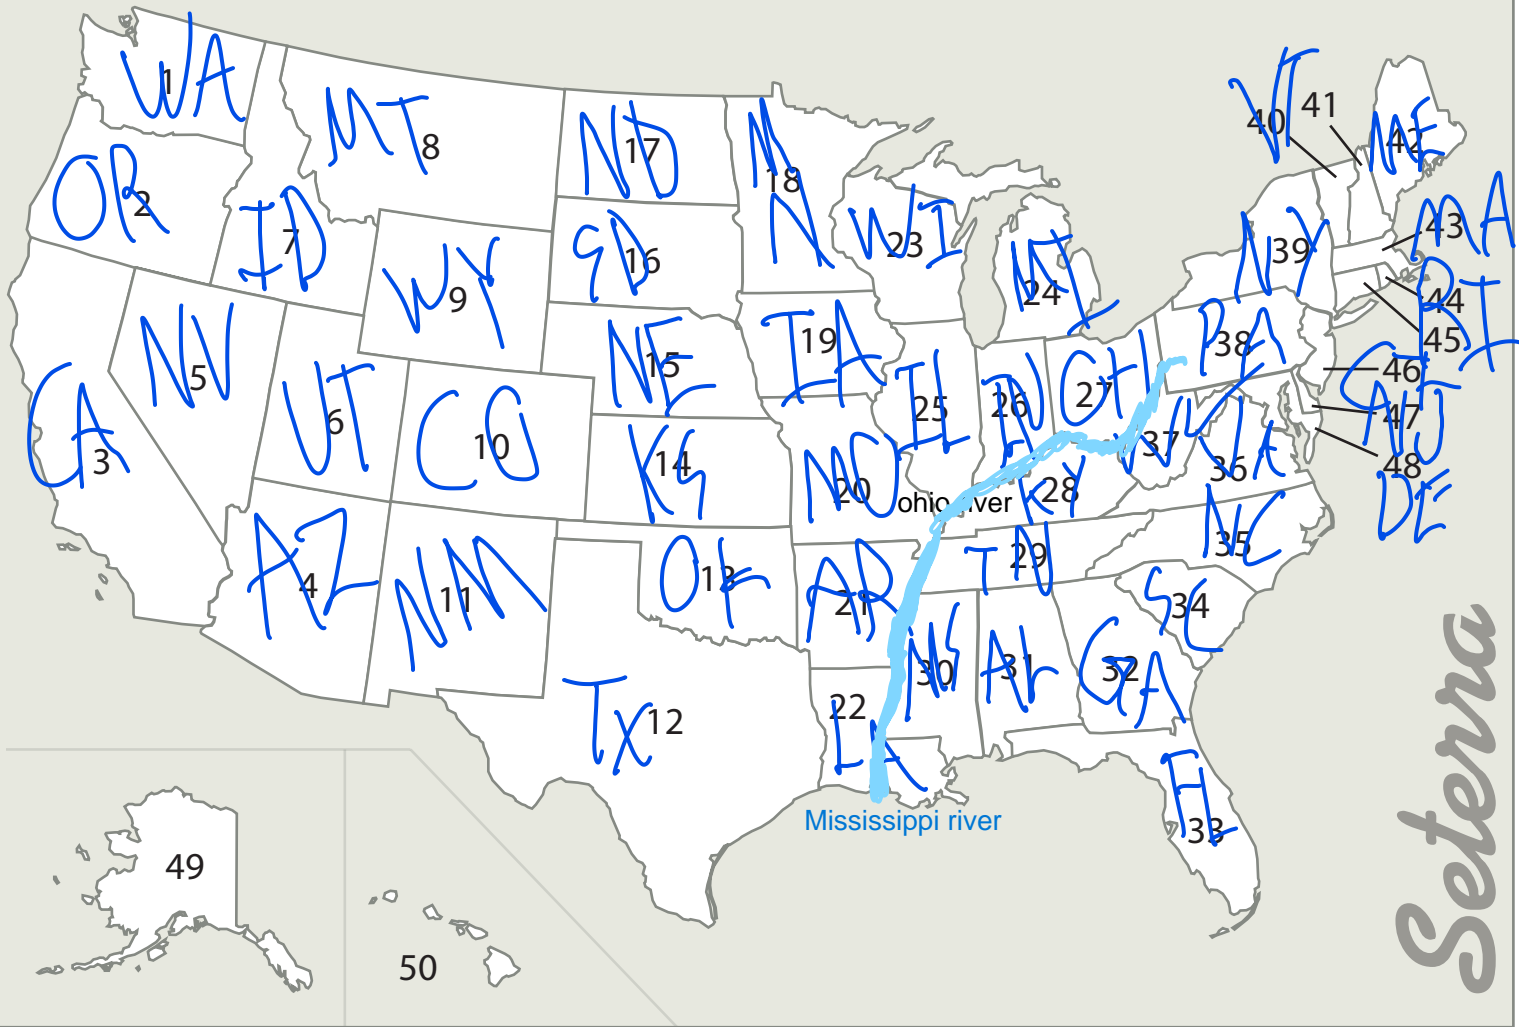 WA 1
OR 2
CA 3
AZ 4
NV 5
UT 6
ID 7
MT 8
WY 9
CO 10
NM 11
TX 12
OK 13
KS 14
NE 15
SD 16
ND 17
MN 18
IA 19
MO 20
AR 21
LA 22
WI 23
MI 24
IL 25
IN 26
OH 27
KY 28
TN 29
MS 30
AL 31
GA 32
FL 33
SC 34
NC 35
VA 36
WV 37
PA 38
NY 39
VT 40
41
ME 42
MA 43
RI 44
CT 45
NJ 46
47
DE 48
49
50
ohio river
Mississippi river
Seterra